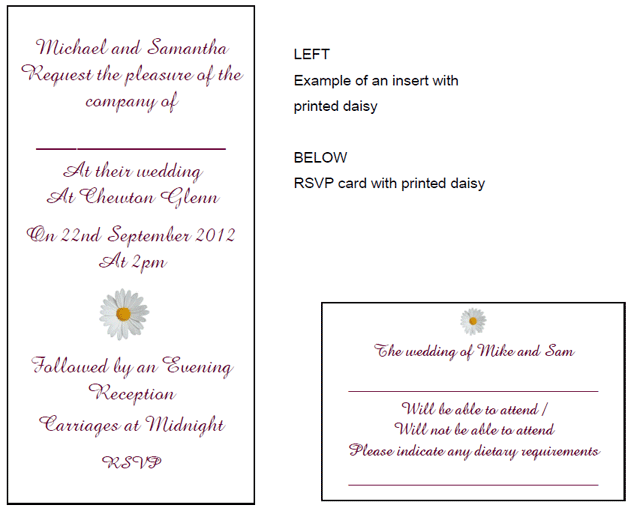 Michael and Samantha
Request the pleasure of the
company of
At their wedding
At Chewton Glenn
On 22nd September 2012
At 2pm
Followed by an Evening
Reception
Carriages at Midnight
RSVP
LEFT
Example of an insert with
printed daisy
BELOW
RSVP card with printed daisy
The wedding of Mike and Sam
Will be able to attend /
Will not be able to attend
Please indicate any dietary requirements